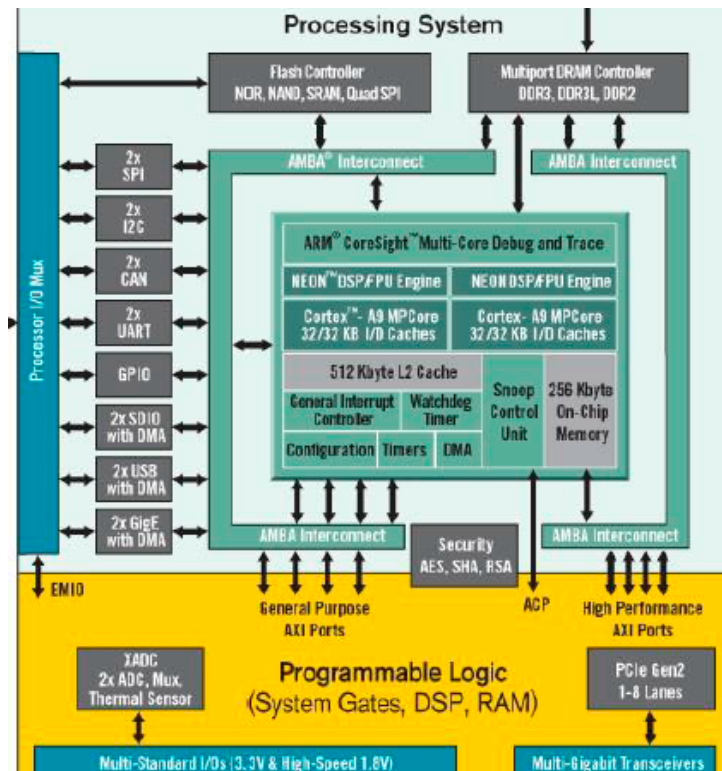 Processing System
Flash Controller
NOR, NAND, SRAM, Quad SPI
Multiport DRAM Controller
DDR3, DDR3L, DDR2
Processor I/O Mux
2x
SPI
2x
I2C
2x
CAN
2x
UART
GPIO
2x SDIO
with DMA
2x USB
with DMA
2x GigE
with DMA
AMBA® Interconnect
AMBA Interconnect
ARM® CoreSight™ Multi-Core Debug and Trace
NEON™ DSP/FPU Engine
NEON DSP/FPU Engine
Cortex™- A9 MPCore
32/32 KB I/D Caches
Cortex- A9 MPCore
32/32 KB I/D Caches
512 Kbyte L2 Cache
General Interrupt
Controller
Watchdog
Timer
Configuration
Timers
DMA
Snoop
Control
Unit
256 Kbyte
On-Chip
Memory
AMBA Interconnect
AMBA Interconnect
Security
AES, SHA, RSA
EMIO
General Purpose
AXI Ports
ACP
High Performance
AXI Ports
XADC
2x ADC, Mux,
Thermal Sensor
Programmable Logic
(System Gates, DSP, RAM)
PCIe Gen2
1-8 Lanes
Multi-Standard I/Os (3.3V & High-Speed 1.8V)
Multi-Gigabit Transceivers